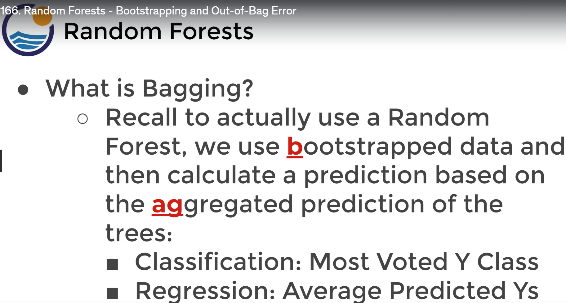 166. Random Forests - Bootstrapping and Out-of-Bag Error
Random Forests
● What is Bagging?
○ Recall to actually use a Random
Forest, we use bootstrapped data and
then calculate a prediction based on
the aggregated prediction of the
trees:
■ Classification: Most Voted Y Class
■ Regression: Average Predicted Ys